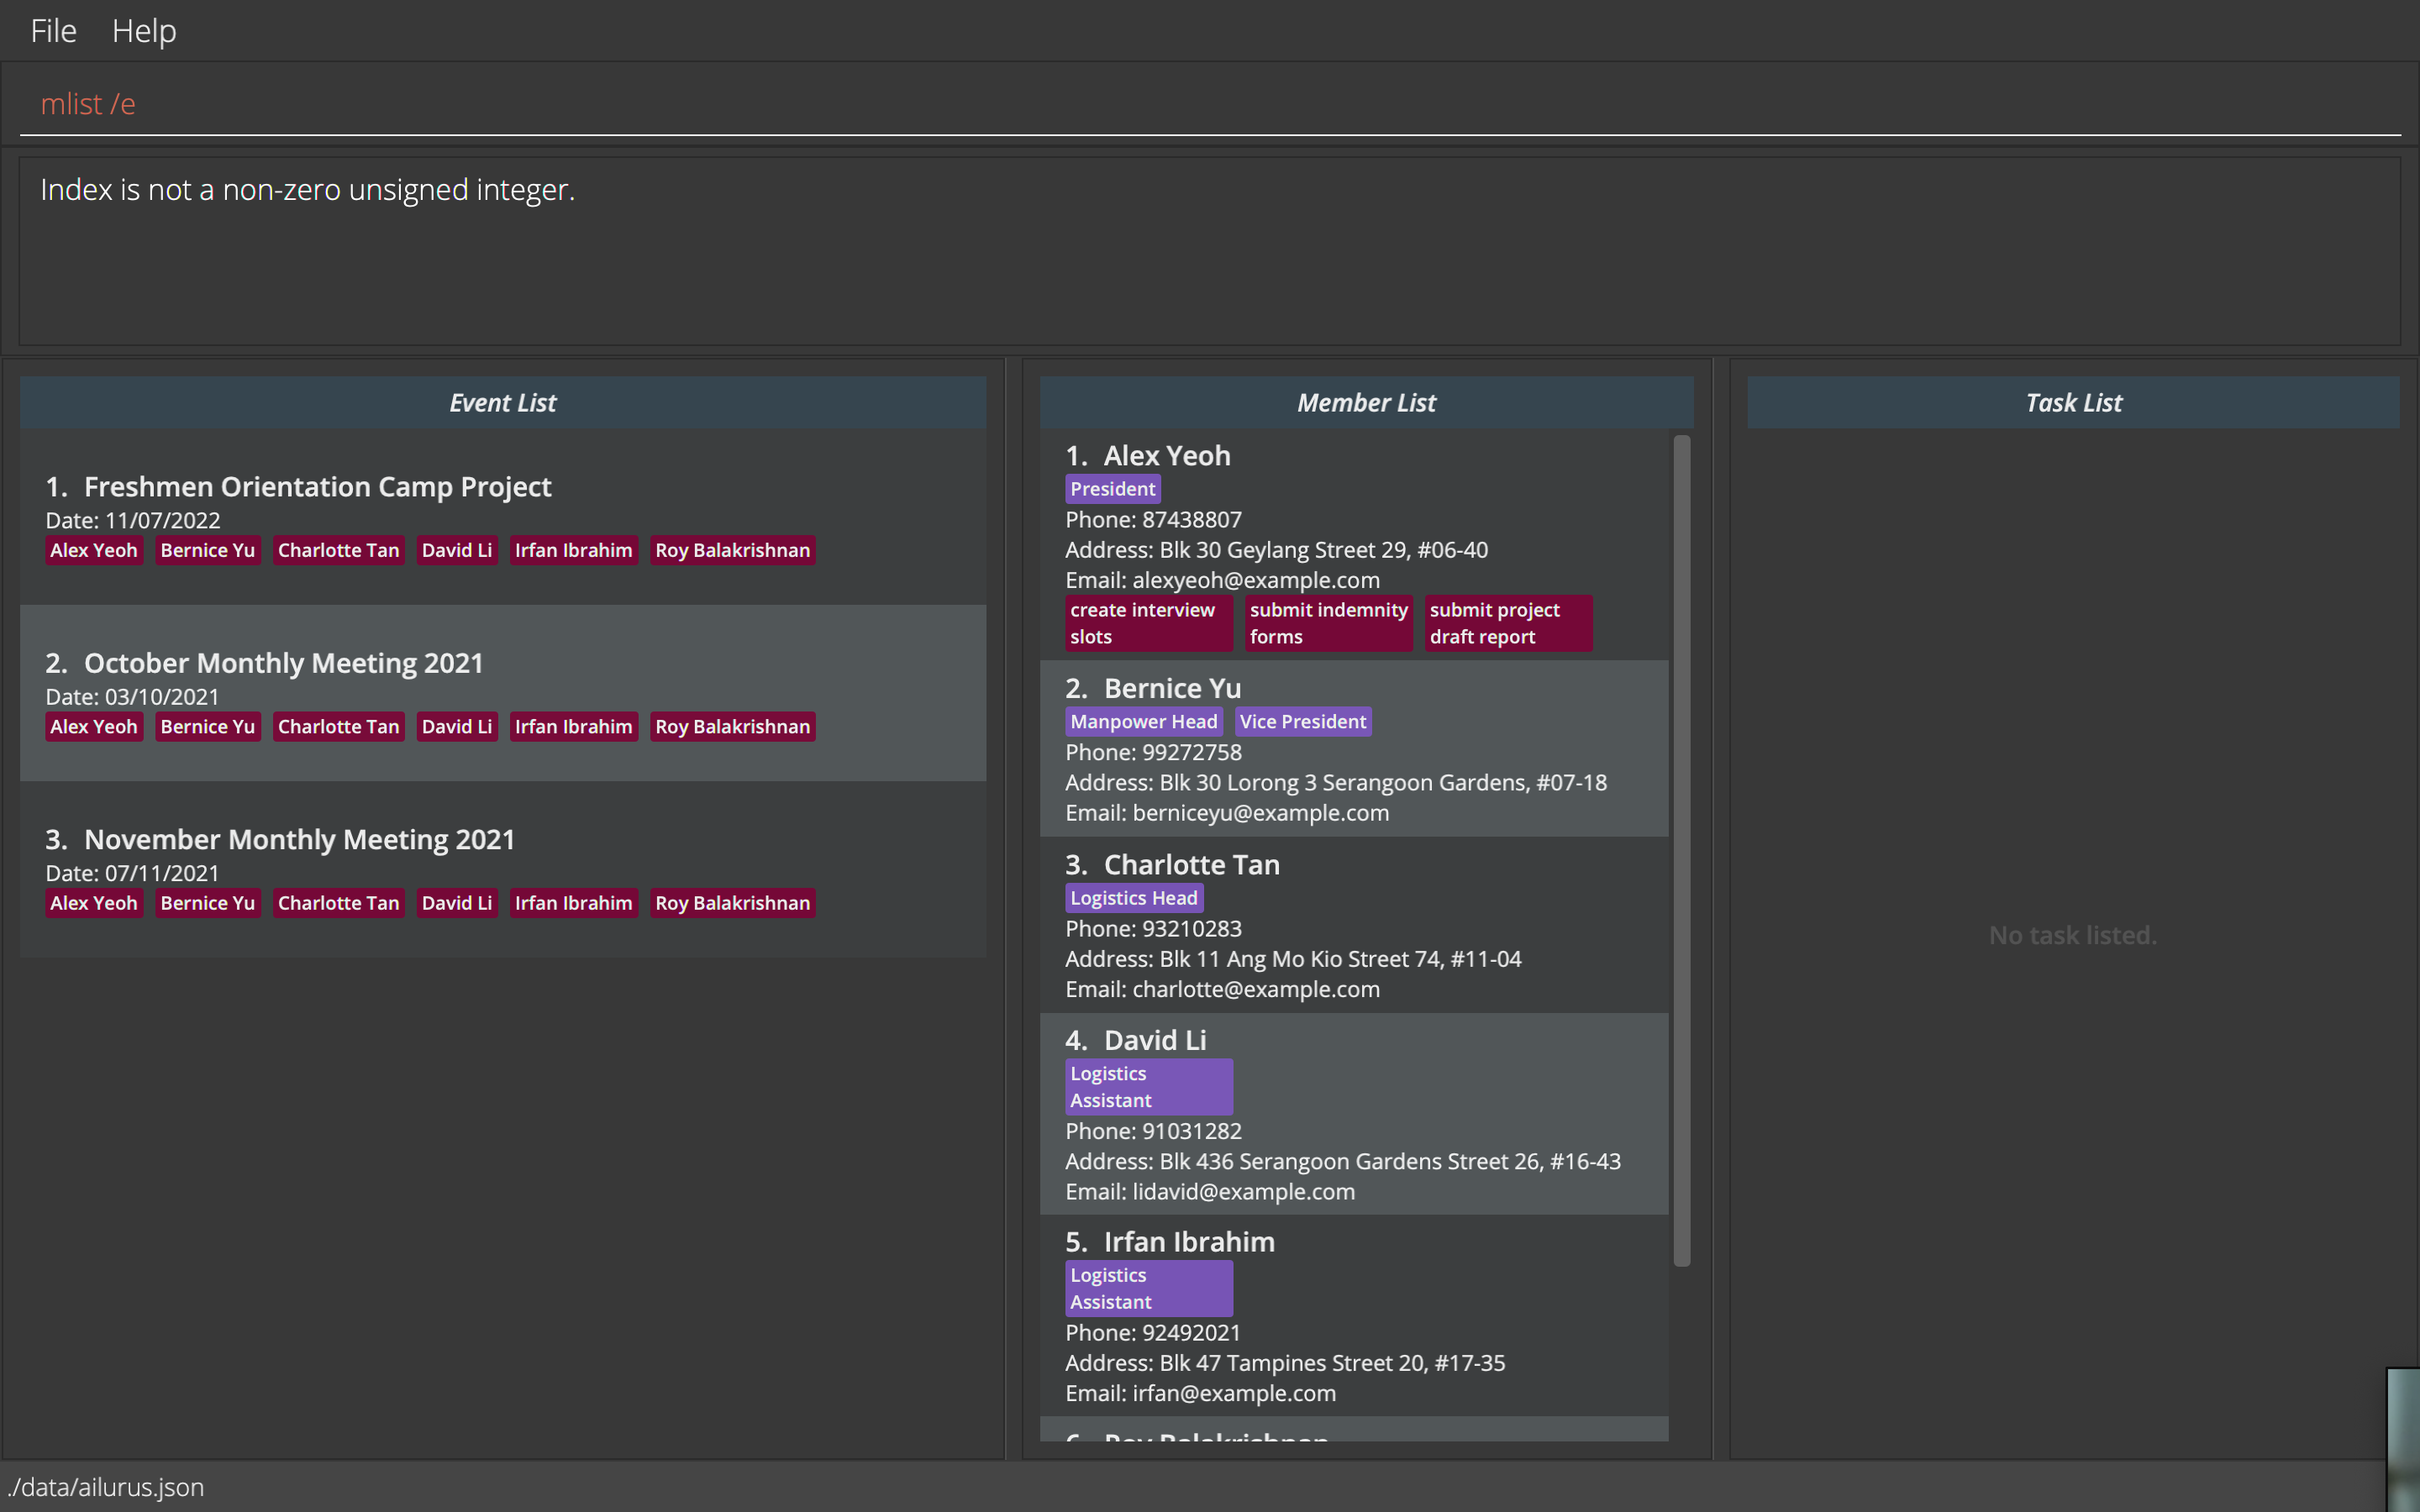 File Help
mlist /e
Index is not a non-zero unsigned integer.
Event List
1. Freshmen Orientation Camp Project
Date: 11/07/2022
Alex Yeoh Bernice Yu Charlotte Tan David Li Irfan Ibrahim Roy Balakrishnan
2. October Monthly Meeting 2021
Date: 03/10/2021
Alex Yeoh Bernice Yu Charlotte Tan David Li Irfan Ibrahim Roy Balakrishnan
3. November Monthly Meeting 2021
Date: 07/11/2021
Alex Yeoh Bernice Yu Charlotte Tan David Li Irfan Ibrahim Roy Balakrishnan
Member List
1. Alex Yeoh
President
Phone: 87438807
Address: Blk 30 Geylang Street 29, #06-40
Email: alexyeoh@example.com
create interview slots
submit indemnity forms
submit project draft report
2. Bernice Yu
Manpower Head Vice President
Phone: 99272758
Address: Blk 30 Lorong 3 Serangoon Gardens, #07-18
Email: berniceyu@example.com
3. Charlotte Tan
Logistics Head
Phone: 93210283
Address: Blk 11 Ang Mo Kio Street 74, #11-04
Email: charlotte@example.com
4. David Li
Logistics
Assistant
Phone: 91031282
Address: Blk 436 Serangoon Gardens Street 26, #16-43
Email: lidavid@example.com
5. Irfan Ibrahim
Logistics
Assistant
Phone: 92492021
Address: Blk 47 Tampines Street 20, #17-35
Email: irfan@example.com
6. Roy Balakrishnan
Task List
No task listed.
./data/ailurus.json